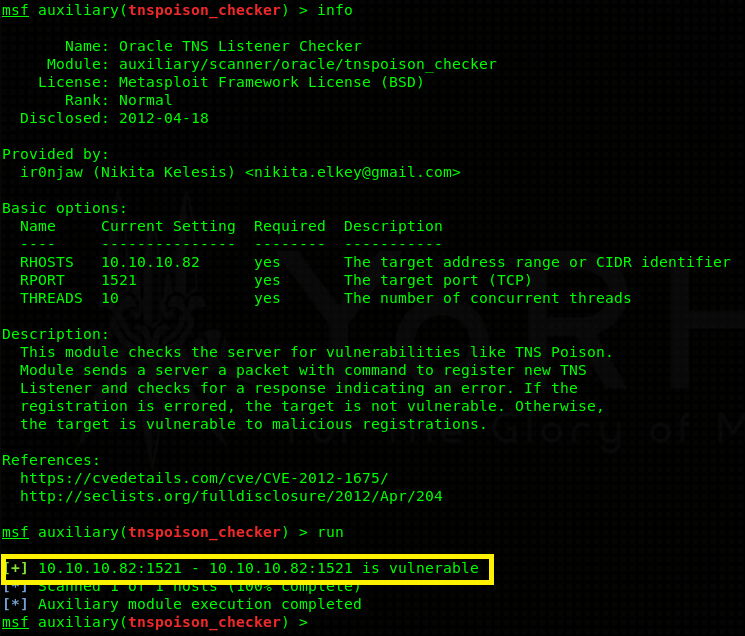 msf auxiliary(tnspoison_checker) > info
Name: Oracle TNS Listener Checker
Module: auxiliary/scanner/oracle/tnspoison_checker
License: Metasploit Framework License (BSD)
Rank: Normal
Disclosed: 2012-04-18
Provided by:
ir0njaw (Nikita Kelesis) <nikita.elkey@gmail.com>
Basic options:
Name Current Setting Required Description
---- --------------- -------- -----------
RHOSTS 10.10.10.82 yes The target address range or CIDR identifier
RPORT 1521 yes The target port (TCP)
THREADS 10 yes The number of concurrent threads
Description:
This module checks the server for vulnerabilities like TNS Poison.
Module sends a server a packet with command to register new TNS
Listener and checks for a response indicating an error. If the
registration is errored, the target is not vulnerable. Otherwise,
the target is vulnerable to malicious registrations.
References:
https://cvedetails.com/cve/CVE-2012-1675/
http://seclists.org/fulldisclosure/2012/Apr/204
msf auxiliary(tnspoison_checker) > run
[+] 10.10.10.82:1521 - 10.10.10.82:1521 is vulnerable
[*] Scanned 1 of 1 hosts (100% complete)
[*] Auxiliary module execution completed
msf auxiliary(tnspoison_checker) >